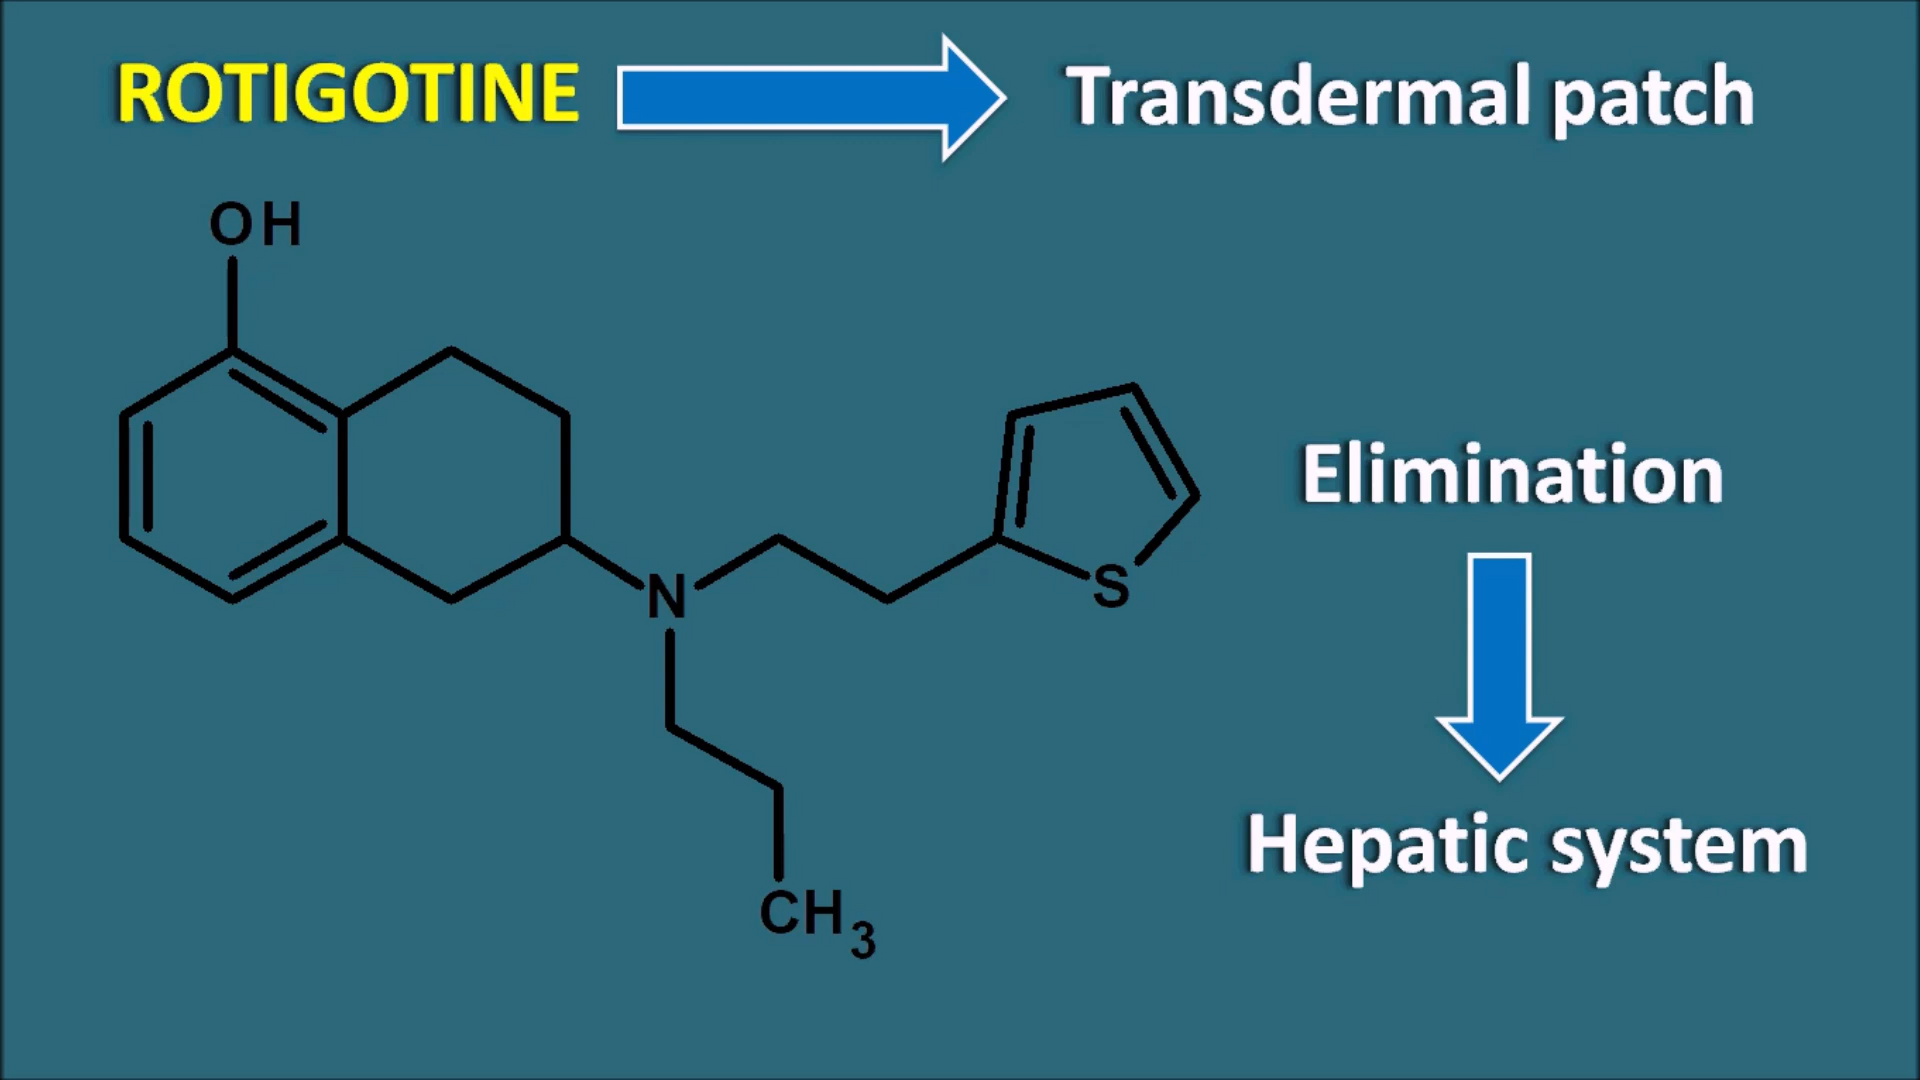 ROTIGOTINE
Transdermal patch
OH
Elimination
N
S
Hepatic system
CH3